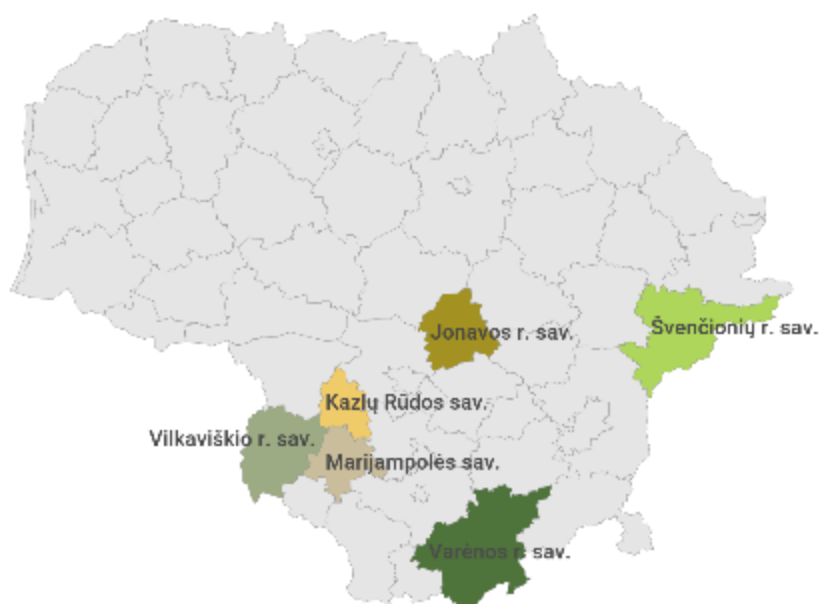 Švenčionių r. sav.
Jonavos r. sav.
Kazlų Rūdos sav.
Vilkaviškio r. sav.
Marijampolės sav.
Varėnos r. sav.